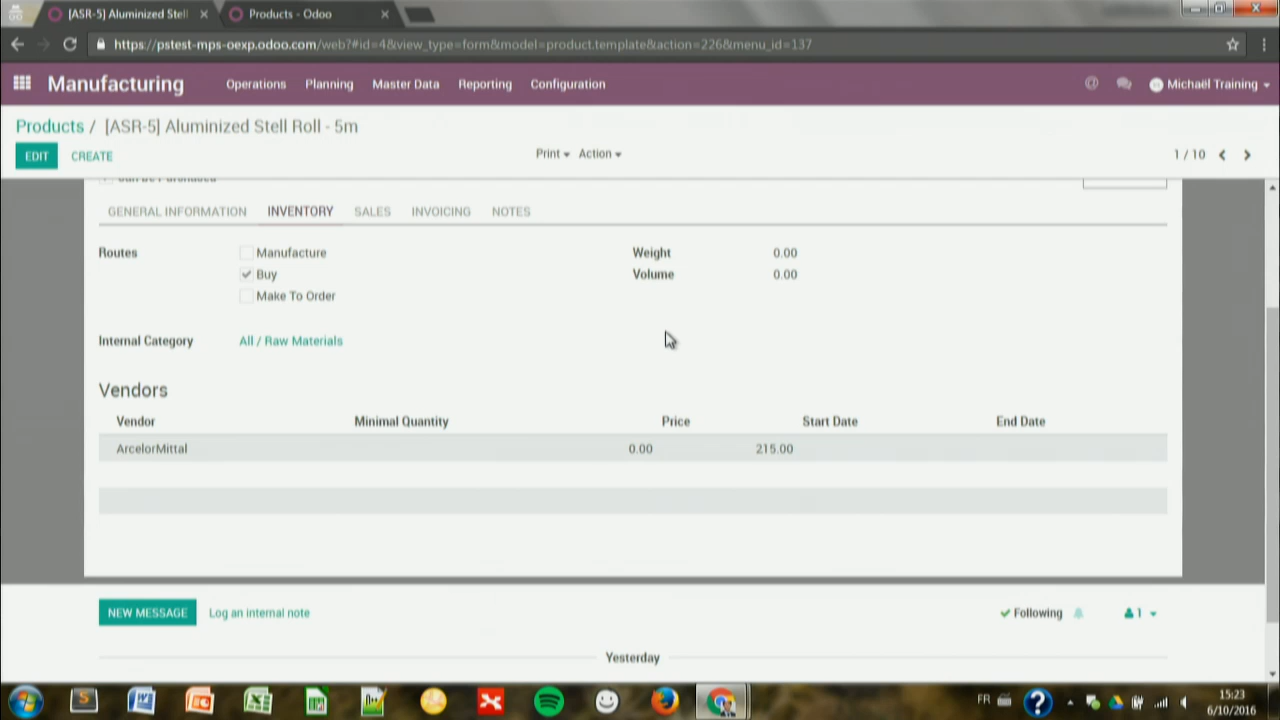 [ASR-5] Aluminized Stell
Products - Odoo
https://pstest-mps-oexp.odoo.com/web?#id=4&view_type=form&model=product.template&action=226&menu_id=137
Manufacturing Operations Planning Master Data Reporting Configuration Michaël Training
Products / [ASR-5] Aluminized Stell Roll - 5m
EDIT CREATE Print Action 1 / 10
Can be Purchased
GENERAL INFORMATION INVENTORY SALES INVOICING NOTES
Routes Manufacture Weight 0.00
Buy Volume 0.00
Make To Order
Internal Category All / Raw Materials
Vendors
Vendor Minimal Quantity Price Start Date End Date
ArcelorMittal 0.00 215.00
NEW MESSAGE Log an internal note Following 1
Yesterday
FR 15:23
6/10/2016